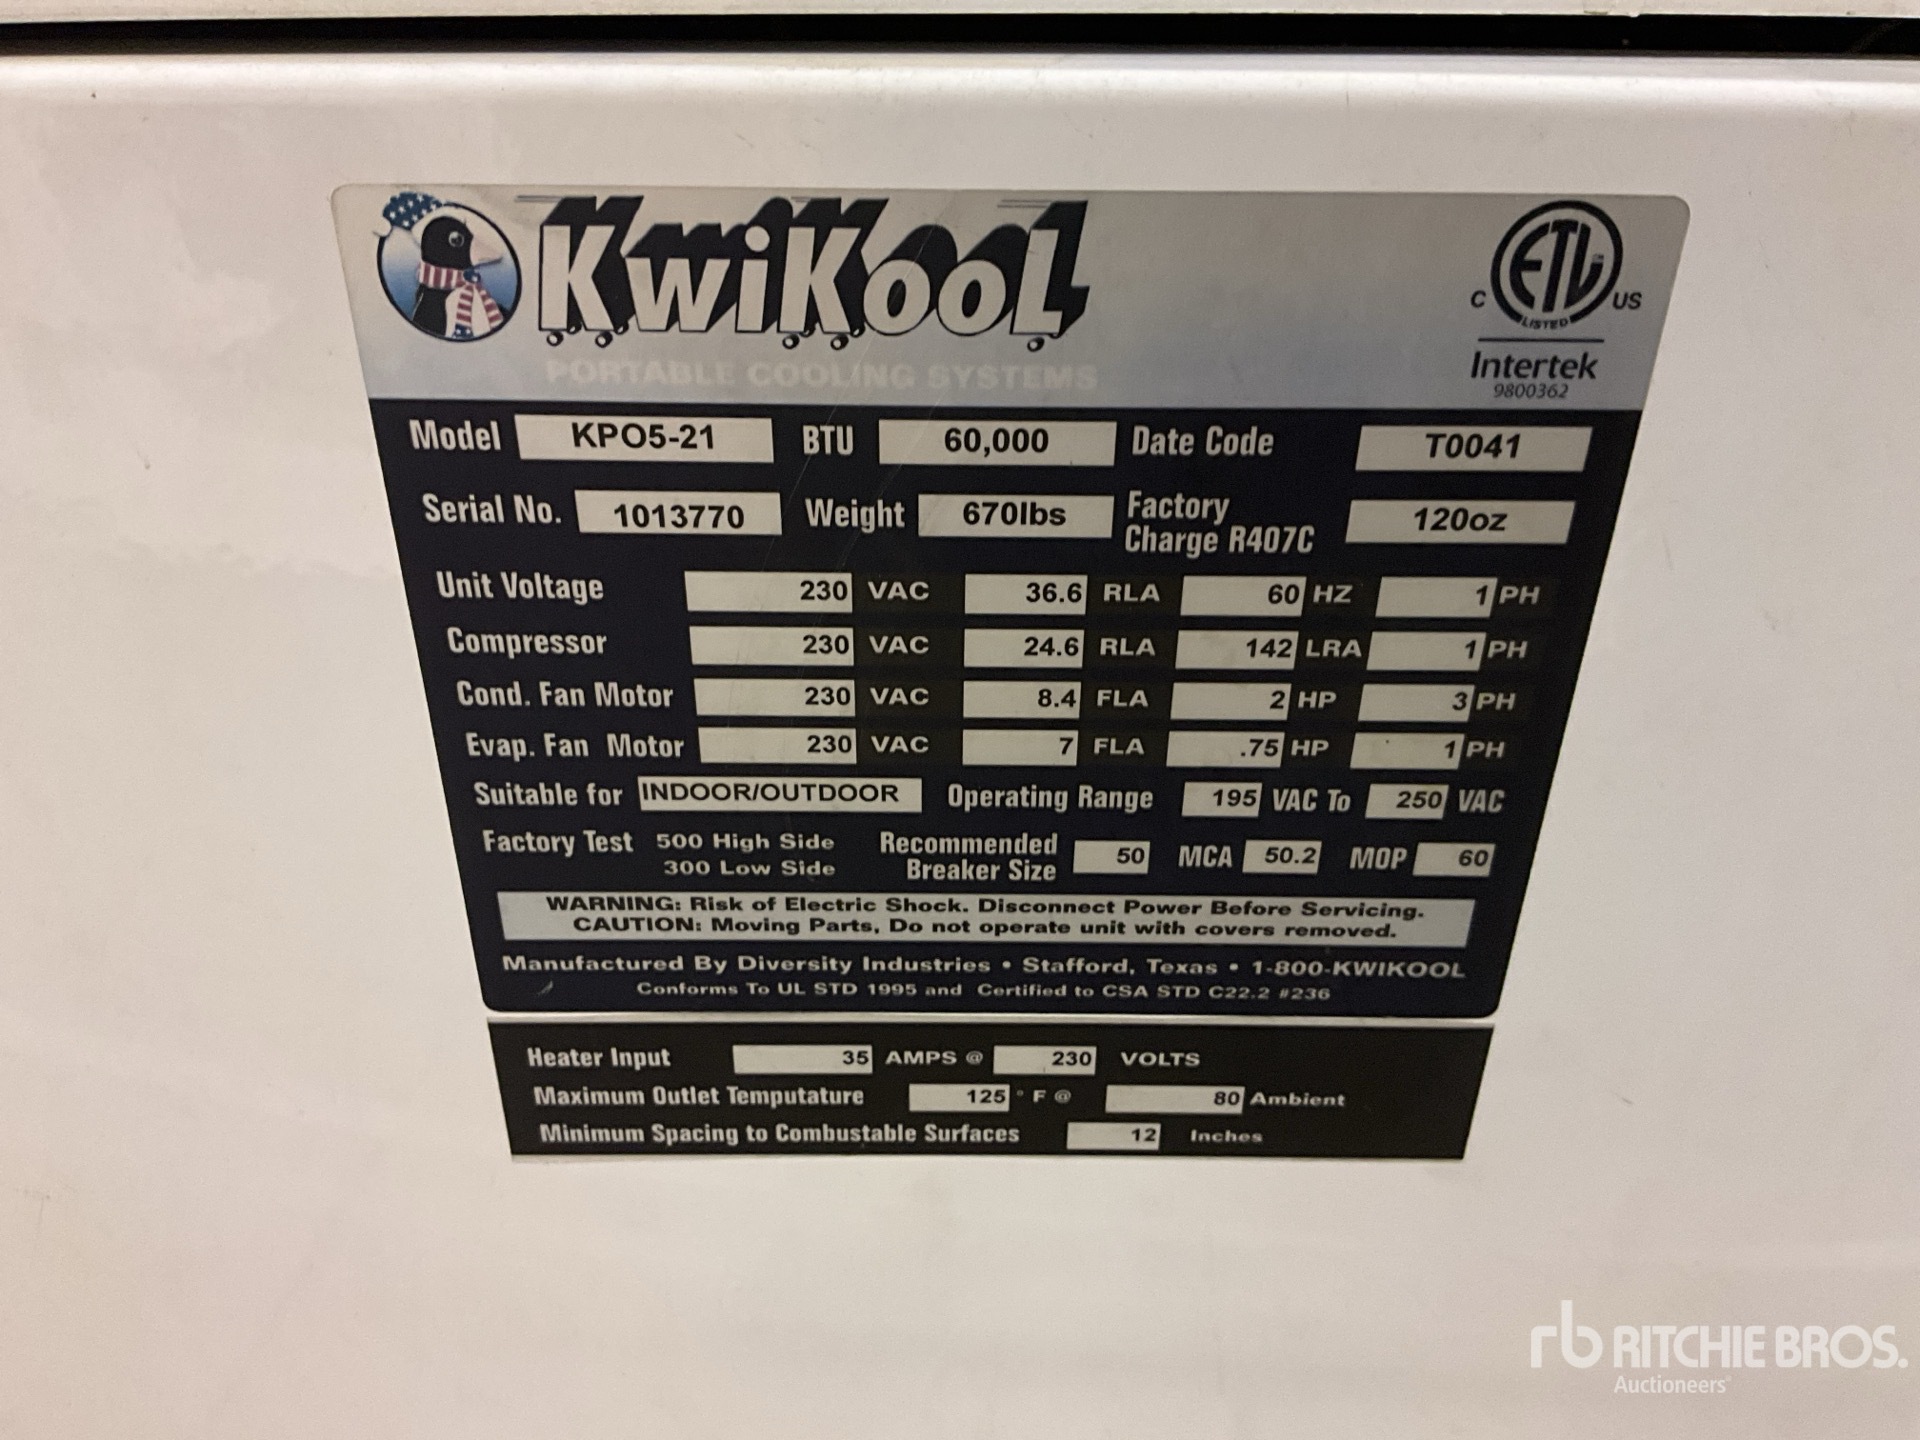 KwiKool
PORTABLE COOLING SYSTEMS
ETL
LISTED
C US
Intertek
9800362
Model KPO5-21 BTU 60,000 Date Code T0041
Serial No. 1013770 Weight 670lbs Factory Charge R407C 120oz
Unit Voltage 230 VAC 36.6 RLA 60 HZ 1 PH
Compressor 230 VAC 24.6 RLA 142 LRA 1 PH
Cond. Fan Motor 230 VAC 8.4 FLA 2 HP 3 PH
Evap. Fan Motor 230 VAC 7 FLA .75 HP 1 PH
Suitable for INDOOR/OUTDOOR Operating Range 195 VAC To 250 VAC
Factory Test 500 High Side Recommended Breaker Size 50 MCA 50.2 MOP 60
300 Low Side
WARNING: Risk of Electric Shock. Disconnect Power Before Servicing.
CAUTION: Moving Parts, Do not operate unit with covers removed.
Manufactured By Diversity Industries • Stafford, Texas • 1-800-KWIKOOL
Conforms To UL STD 1995 and Certified to CSA STD C22.2 #236
Heater Input 35 AMPS @ 230 VOLTS
Maximum Outlet Temputature 125 ° F @ 80 Ambient
Minimum Spacing to Combustable Surfaces 12 Inches
rb RITCHIE BROS.
Auctioneers